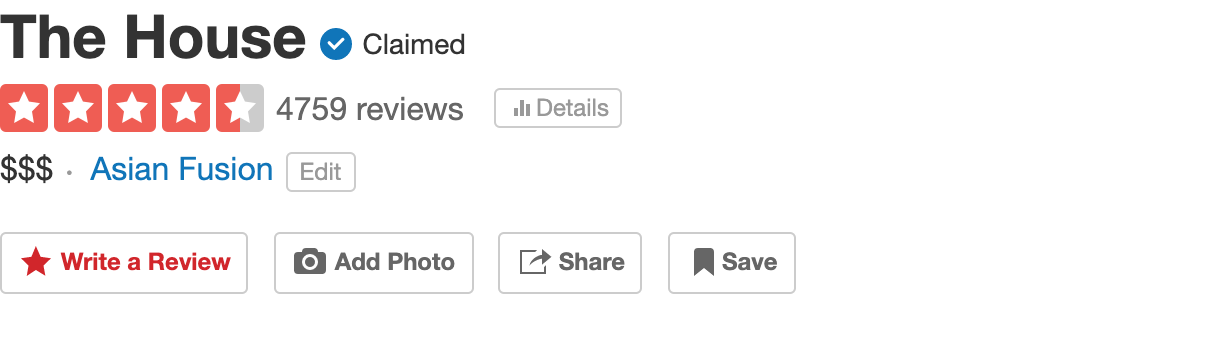 The House Claimed
4759 reviews Details
$$$ · Asian Fusion Edit
Write a Review Add Photo Share Save